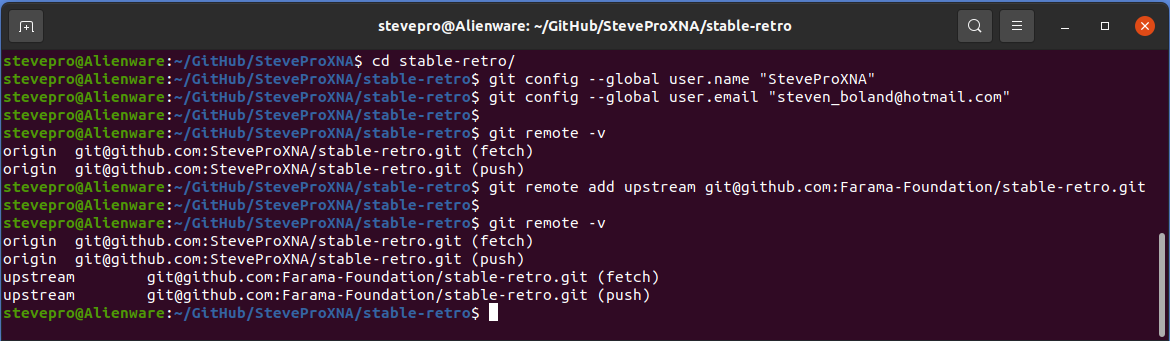 stevepro@Alienware: ~/GitHub/SteveProXNA/stable-retro
stevepro@Alienware:~/GitHub/SteveProXNA$ cd stable-retro/
stevepro@Alienware:~/GitHub/SteveProXNA/stable-retro$ git config --global user.name "SteveProXNA"
stevepro@Alienware:~/GitHub/SteveProXNA/stable-retro$ git config --global user.email "steven_boland@hotmail.com"
stevepro@Alienware:~/GitHub/SteveProXNA/stable-retro$
stevepro@Alienware:~/GitHub/SteveProXNA/stable-retro$ git remote -v
origin  git@github.com:SteveProXNA/stable-retro.git (fetch)
origin  git@github.com:SteveProXNA/stable-retro.git (push)
stevepro@Alienware:~/GitHub/SteveProXNA/stable-retro$ git remote add upstream git@github.com:Farama-Foundation/stable-retro.git
stevepro@Alienware:~/GitHub/SteveProXNA/stable-retro$
stevepro@Alienware:~/GitHub/SteveProXNA/stable-retro$ git remote -v
origin  git@github.com:SteveProXNA/stable-retro.git (fetch)
origin  git@github.com:SteveProXNA/stable-retro.git (push)
upstream        git@github.com:Farama-Foundation/stable-retro.git (fetch)
upstream        git@github.com:Farama-Foundation/stable-retro.git (push)
stevepro@Alienware:~/GitHub/SteveProXNA/stable-retro$